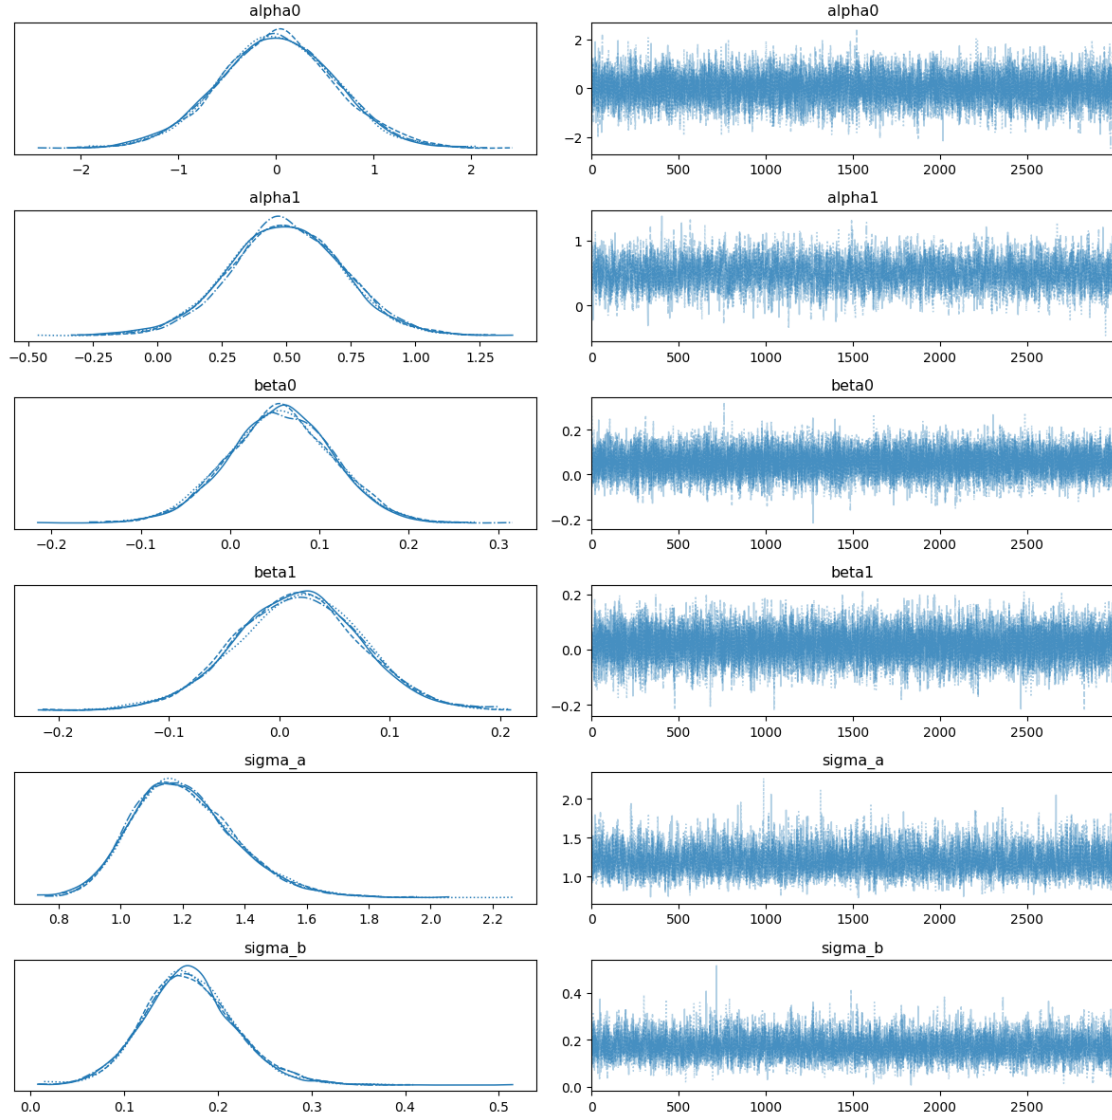 alpha0 alpha0
2
0
−2
−2 −1 0 1 2 0 500 1000 1500 2000 2500
alpha1 alpha1
1
0
−0.50 −0.25 0.00 0.25 0.50 0.75 1.00 1.25 0 500 1000 1500 2000 2500
beta0 beta0
0.2
0.0
−0.2
−0.2 −0.1 0.0 0.1 0.2 0.3 0 500 1000 1500 2000 2500
beta1 beta1
0.2
0.0
−0.2
−0.2 −0.1 0.0 0.1 0.2 0 500 1000 1500 2000 2500
sigma_a sigma_a
2.0
1.5
1.0
0.8 1.0 1.2 1.4 1.6 1.8 2.0 2.2 0 500 1000 1500 2000 2500
sigma_b sigma_b
0.4
0.2
0.0
0.0 0.1 0.2 0.3 0.4 0.5 0 500 1000 1500 2000 2500